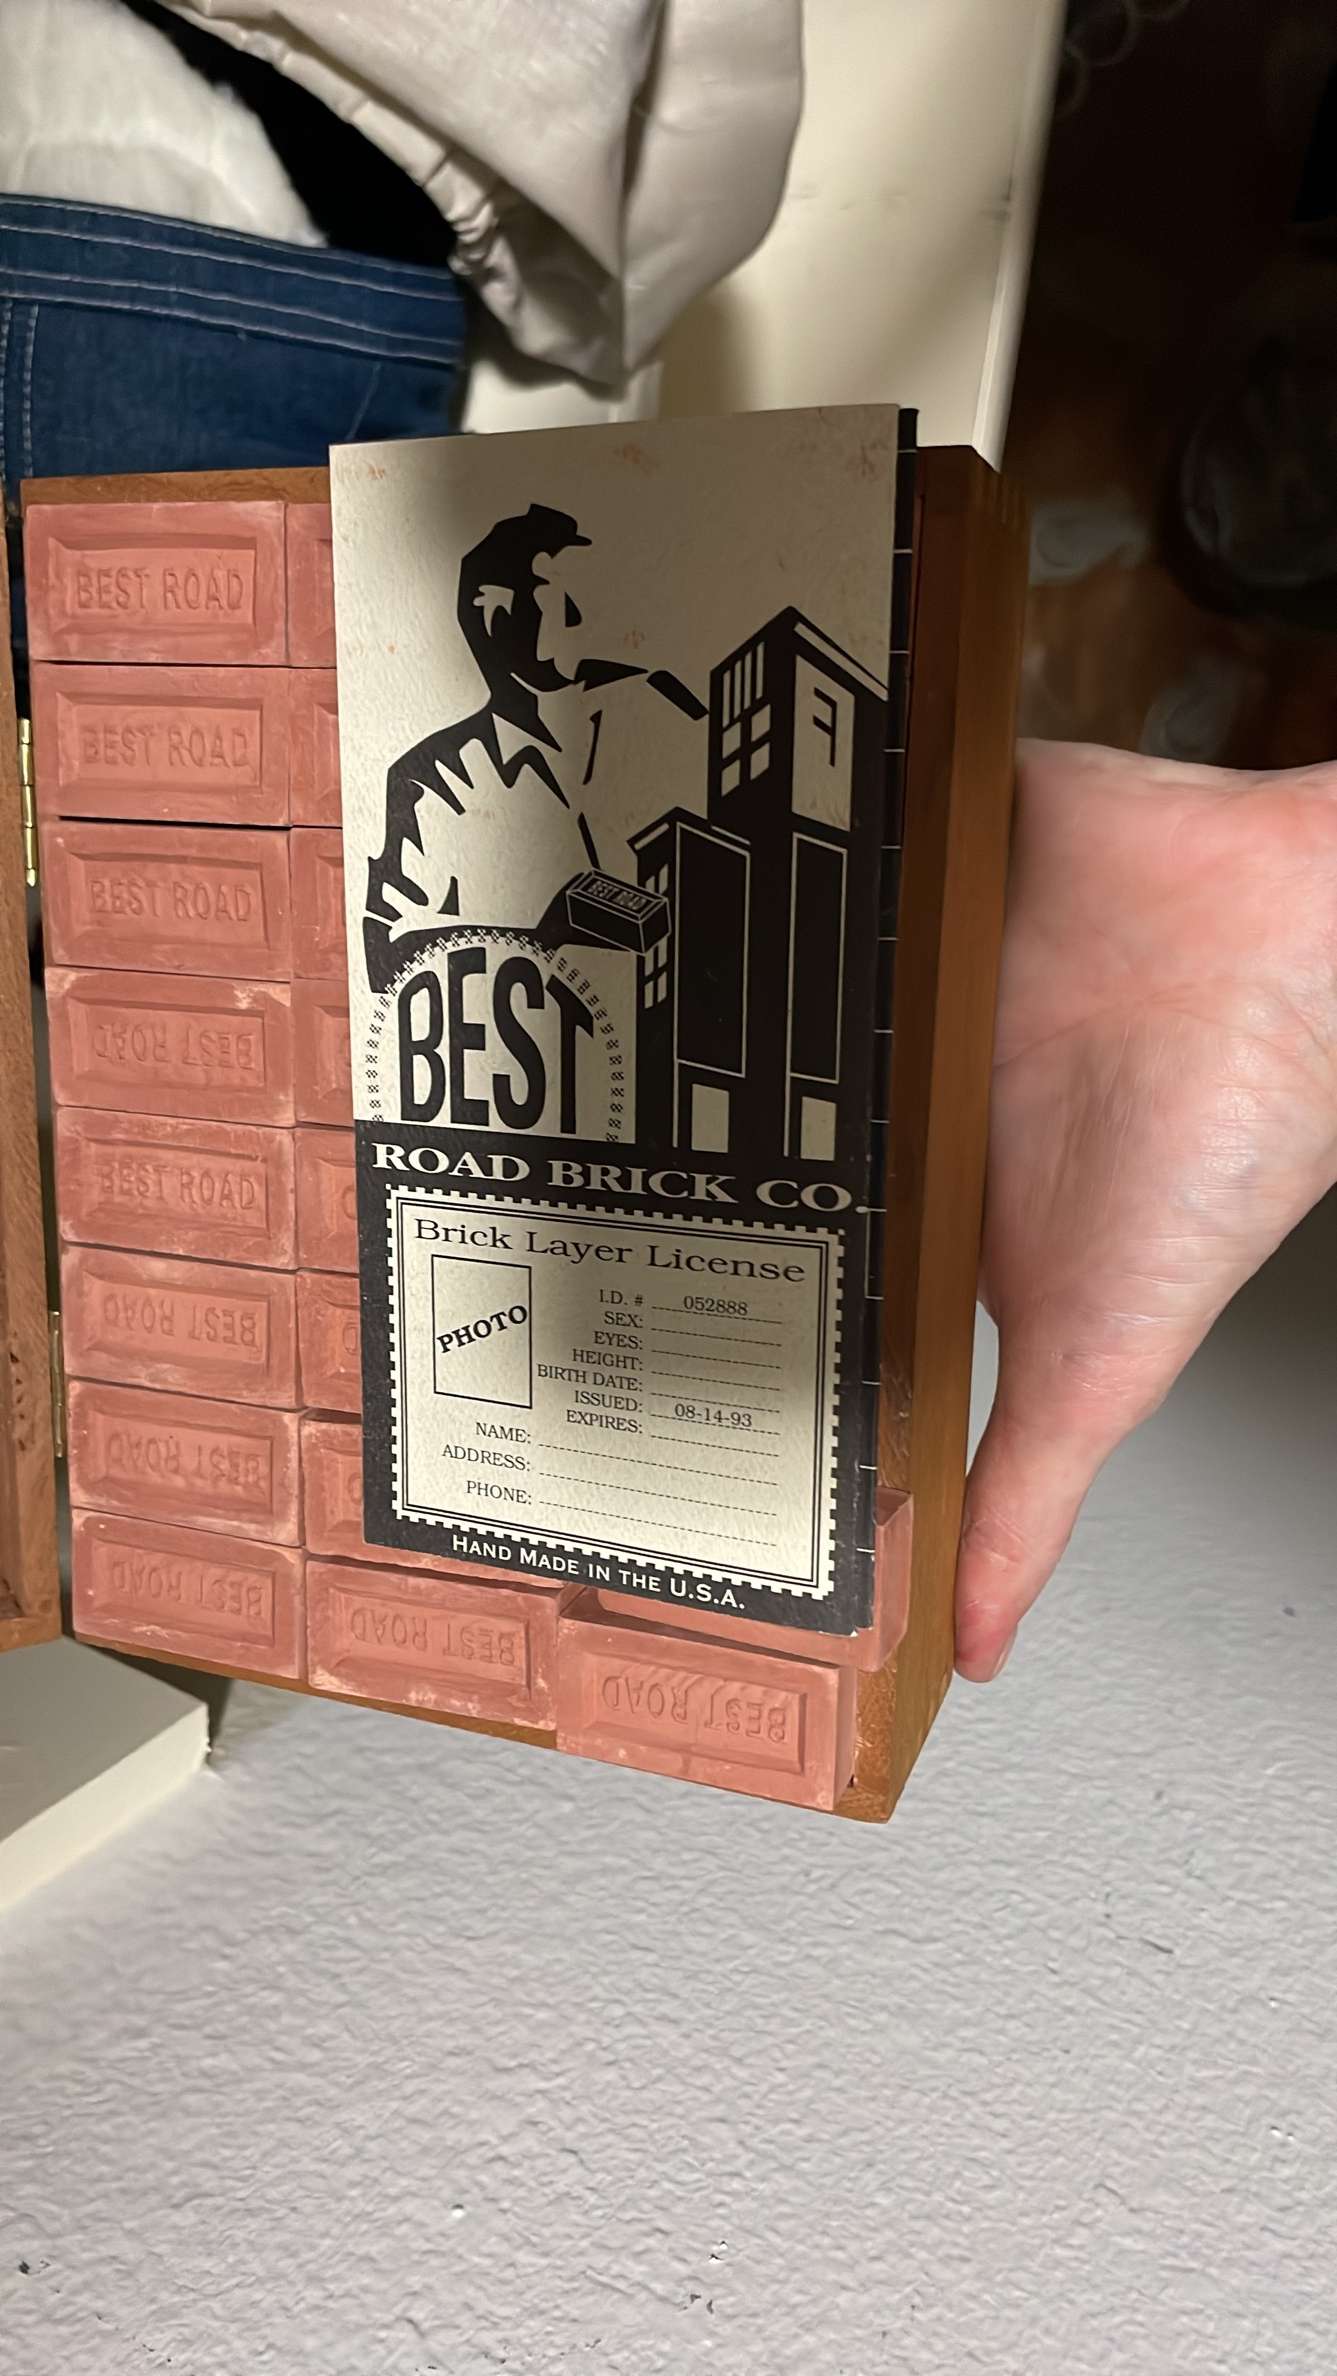 BEST ROAD
BEST ROAD
BEST ROAD
BEST ROAD
BEST ROAD
BEST ROAD
BEST ROAD
BEST ROAD
BEST ROAD
BEST ROAD
BEST ROAD
BEST
ROAD BRICK CO.
Brick Layer License
PHOTO
I.D. # 052888
SEX:
EYES:
HEIGHT:
BIRTH DATE:
ISSUED: 08-14-93
EXPIRES:
NAME:
ADDRESS:
PHONE:
HAND MADE IN THE U.S.A.